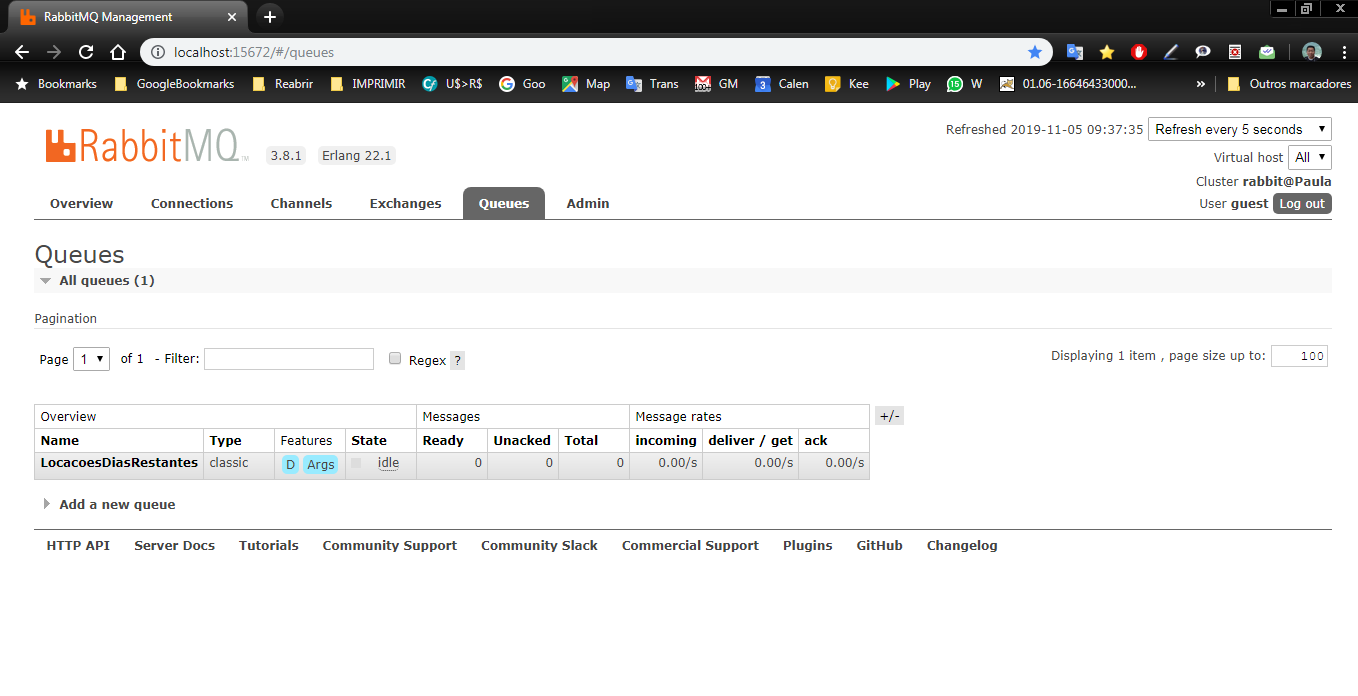 RabbitMQ Management
localhost:15672/#/queues
Bookmarks GoogleBookmarks Reabrir IMPRIMIR U$>R$ Goo Map Trans GM Calen Kee Play W 01.06-16646433000... » Outros marcadores
RabbitMQ TM 3.8.1 Erlang 22.1
Refreshed 2019-11-05 09:37:35 Refresh every 5 seconds
Virtual host All
Cluster rabbit@Paula
User guest Log out
Overview Connections Channels Exchanges Queues Admin
Queues
All queues (1)
Pagination
Page 1 of 1 - Filter: Regex ? Displaying 1 item , page size up to: 100
Overview Messages Message rates +/-
Name Type Features State Ready Unacked Total incoming deliver / get ack
LocacoesDiasRestantes classic D Args idle 0 0 0 0.00/s 0.00/s 0.00/s
Add a new queue
HTTP API Server Docs Tutorials Community Support Community Slack Commercial Support Plugins GitHub Changelog